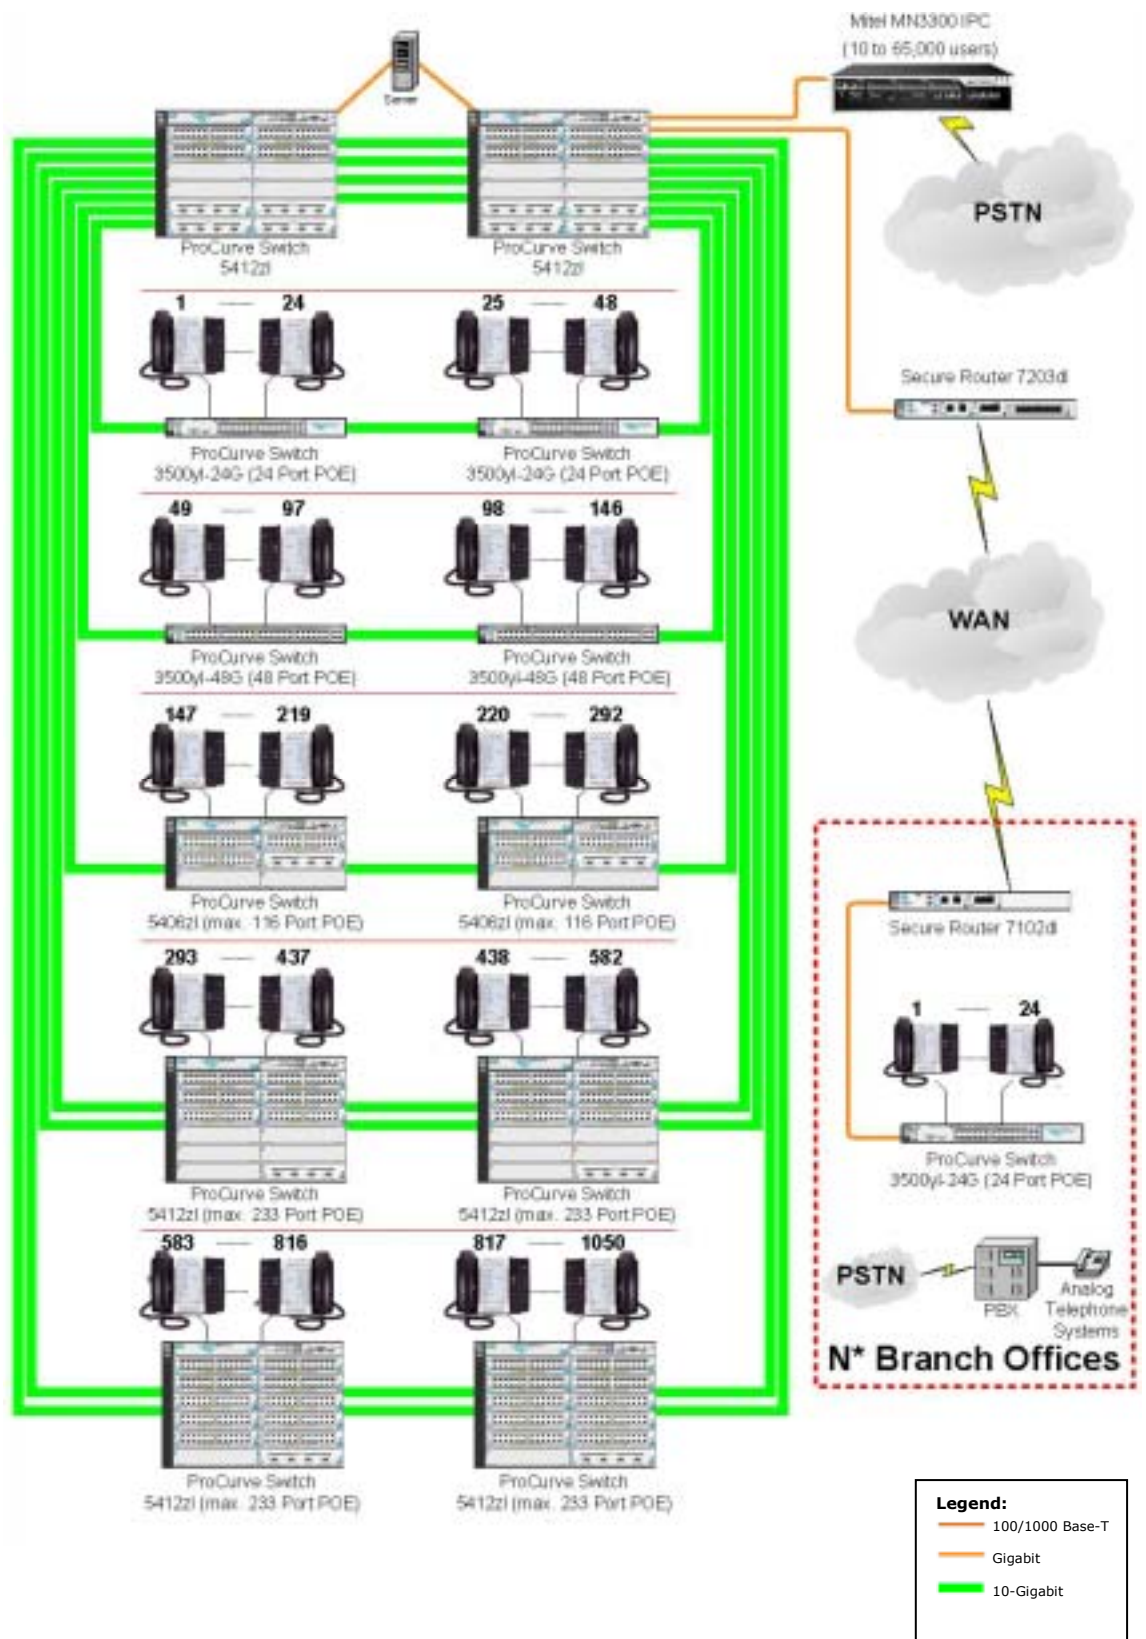 Mitel MN3300 IPC
(10 to 65,000 users)
Server
PSTN
ProCurve Switch
5412zl
ProCurve Switch
5412zl
1 24
25 48
Secure Router 7203dl
ProCurve Switch
3500yl-24G (24 Port POE)
ProCurve Switch
3500yl-24G (24 Port POE)
49 97
98 146
WAN
ProCurve Switch
3500yl-48G (48 Port POE)
ProCurve Switch
3500yl-48G (48 Port POE)
147 219
220 292
ProCurve Switch
5406zl (max. 116 Port POE)
ProCurve Switch
5406zl (max. 116 Port POE)
Secure Router 7102dl
293 437
438 582
1 24
ProCurve Switch
5412zl (max. 233 Port POE)
ProCurve Switch
5412zl (max. 233 Port POE)
ProCurve Switch
3500yl-24G (24 Port POE)
583 816
817 1050
PSTN
PBX
Analog
Telephone
Systems
N* Branch Offices
ProCurve Switch
5412zl (max. 233 Port POE)
ProCurve Switch
5412zl (max. 233 Port POE)
Legend:
100/1000 Base-T
Gigabit
10-Gigabit